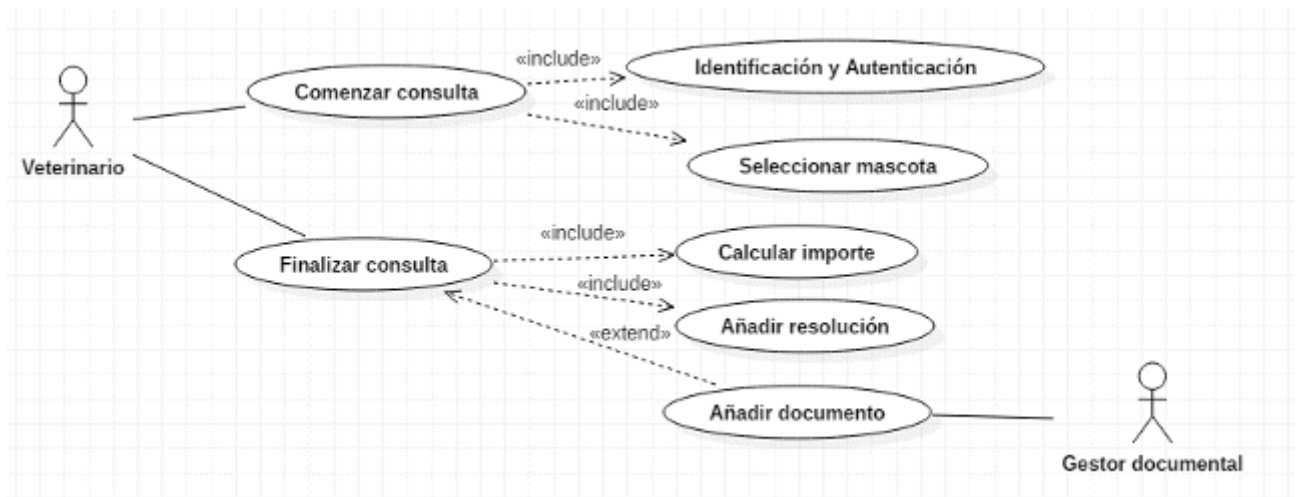 «include»
Identificación y Autenticación
Comenzar consulta
«include»
Veterinario
Seleccionar mascota
«include»
Calcular importe
Finalizar consulta
«include»
Añadir resolución
«extend»
Añadir documento
Gestor documental